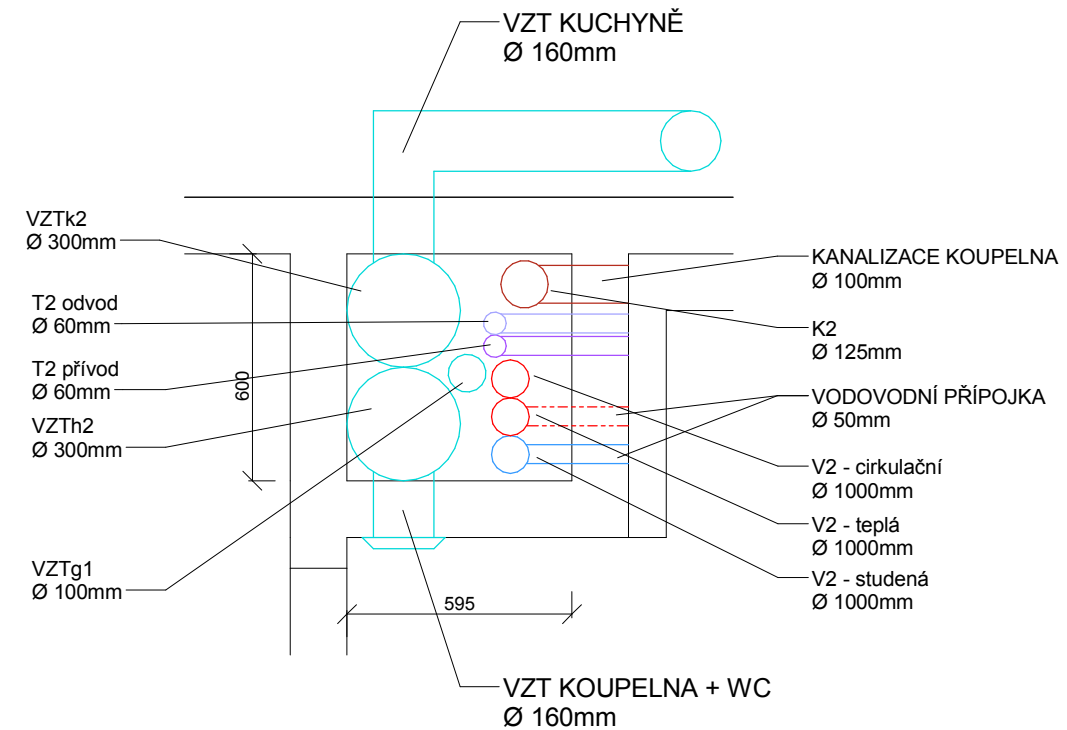 VZT KUCHYNĚ
Ø 160mm
VZTk2
Ø 300mm
T2 odvod
Ø 60mm
T2 přívod
Ø 60mm
VZTh2
Ø 300mm
VZTg1
Ø 100mm
600
595
KANALIZACE KOUPELNA
Ø 100mm
K2
Ø 125mm
VODOVODNÍ PŘÍPOJKA
Ø 50mm
V2 - cirkulační
Ø 1000mm
V2 - teplá
Ø 1000mm
V2 - studená
Ø 1000mm
VZT KOUPELNA + WC
Ø 160mm